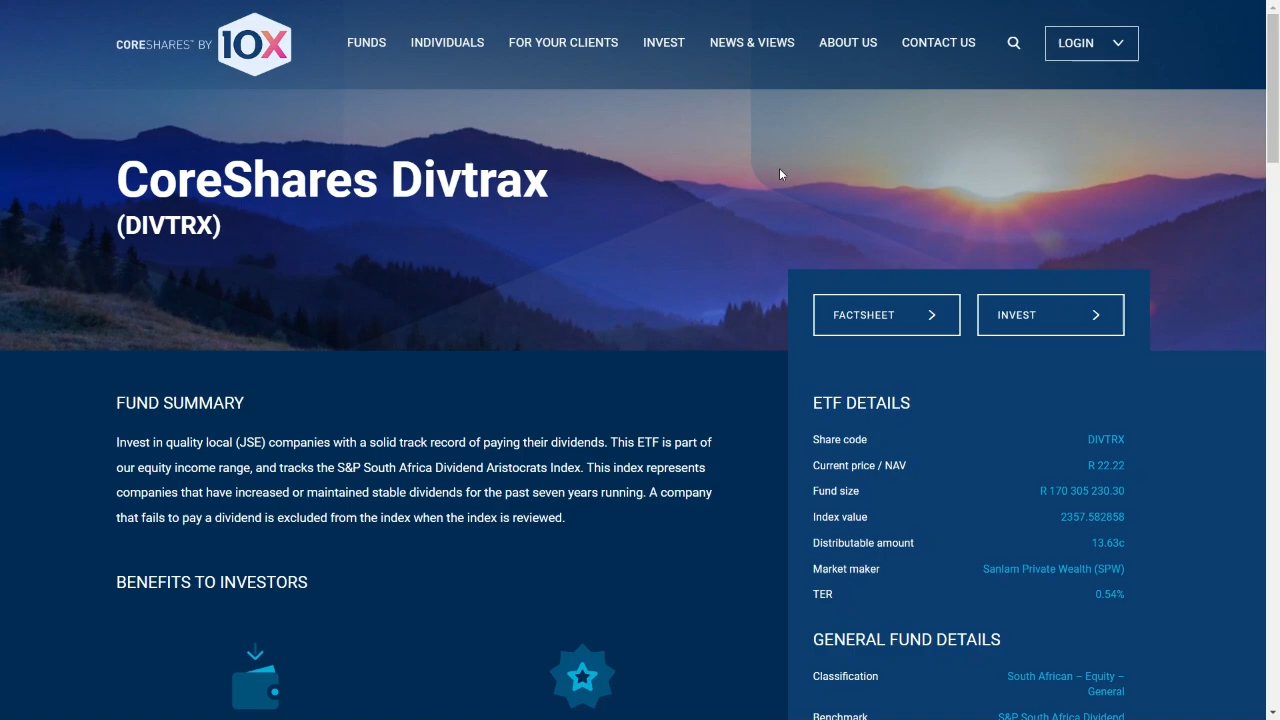 CORESHARES™ BY 10X
FUNDS INDIVIDUALS FOR YOUR CLIENTS INVEST NEWS & VIEWS ABOUT US CONTACT US LOGIN
CoreShares Divtrax
(DIVTRX)
FACTSHEET INVEST
FUND SUMMARY
Invest in quality local (JSE) companies with a solid track record of paying their dividends. This ETF is part of
our equity income range, and tracks the S&P South Africa Dividend Aristocrats Index. This index represents
companies that have increased or maintained stable dividends for the past seven years running. A company
that fails to pay a dividend is excluded from the index when the index is reviewed.
BENEFITS TO INVESTORS
ETF DETAILS
Share code DIVTRX
Current price / NAV R 22.22
Fund size R 170 305 230.30
Index value 2357.582858
Distributable amount 13.63c
Market maker Sanlam Private Wealth (SPW)
TER 0.54%
GENERAL FUND DETAILS
Classification South African – Equity –
General
Benchmark S&P South Africa Dividend